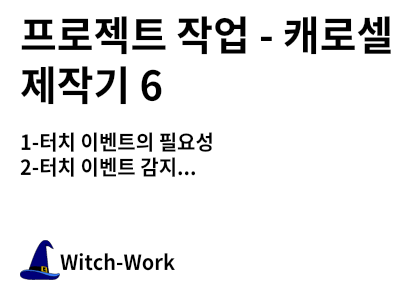 프로젝트 작업 - 캐로셀
제작기 6
1-터치 이벤트의 필요성
2-터치 이벤트 감지...
Witch-Work